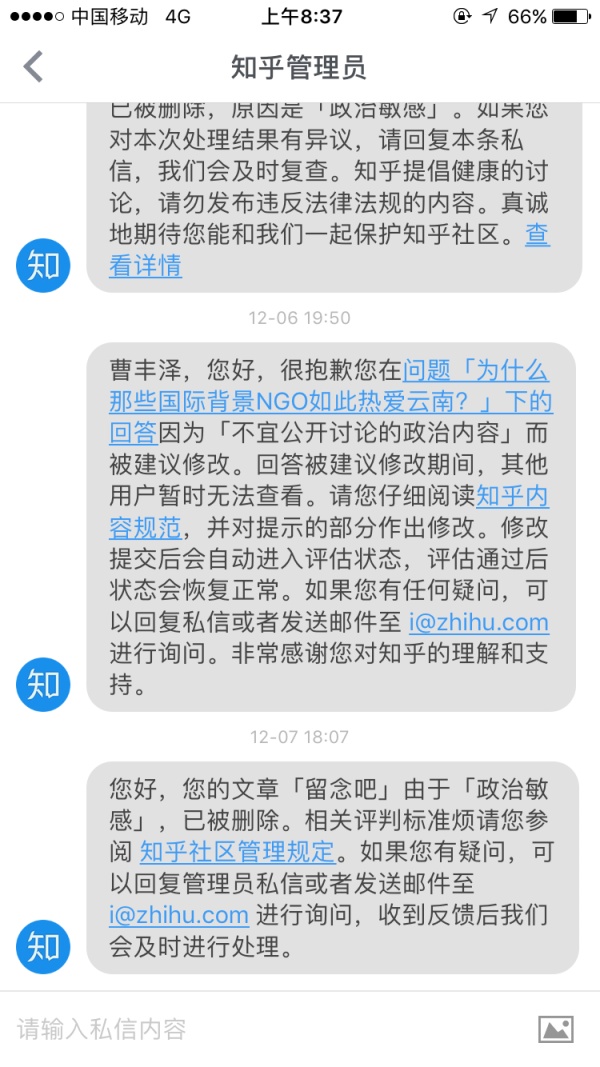 中国移动 4G 上午8:37 66%
知乎管理员
已被删除，原因是「政治敏感」。如果您
对本次处理结果有异议，请回复本条私
信，我们会及时复查。知乎提倡健康的讨
论，请勿发布违反法律法规的内容。真诚
地期待您能和我们一起保护知乎社区。查
看详情
知
12-06 19:50
曹丰泽，您好，很抱歉您在问题「为什么
那些国际背景NGO如此热爱云南？」下的
回答因为「不宜公开讨论的政治内容」而
被建议修改。回答被建议修改期间，其他
用户暂时无法查看。请您仔细阅读知乎内
容规范，并对提示的部分作出修改。修改
提交后会自动进入评估状态，评估通过后
状态会恢复正常。如果您有任何疑问，可
以回复私信或者发送邮件至 i@zhihu.com
进行询问。非常感谢您对知乎的理解和支
持。
知
12-07 18:07
您好，您的文章「留念吧」由于「政治敏
感」，已被删除。相关评判标准烦请您参
阅 知乎社区管理规定。如果您有疑问，可
以回复管理员私信或者发送邮件至
i@zhihu.com 进行询问，收到反馈后我们
会及时进行处理。
知
请输入私信内容